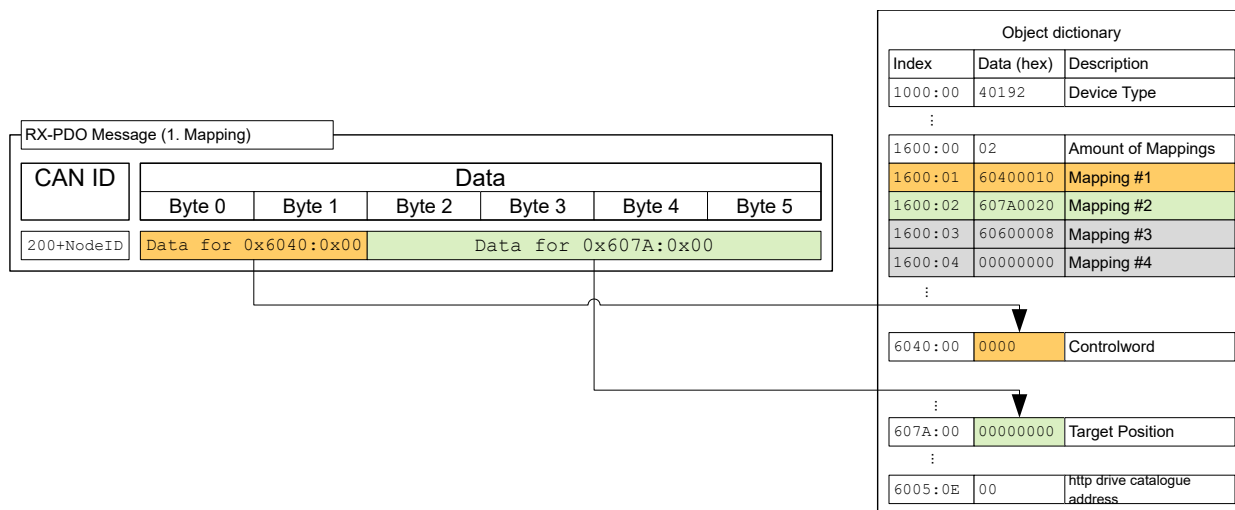 Object dictionary
Index Data (hex) Description
1000:00 40192 Device Type
⋮
RX-PDO Message (1. Mapping)
1600:00 02 Amount of Mappings
CAN ID Data
1600:01 60400010 Mapping #1
Byte 0 Byte 1 Byte 2 Byte 3 Byte 4 Byte 5
1600:02 607A0020 Mapping #2
200+NodeID Data for 0x6040:0x00 Data for 0x607A:0x00
1600:03 60600008 Mapping #3
1600:04 00000000 Mapping #4
⋮
6040:00 0000 Controlword
⋮
607A:00 00000000 Target Position
⋮
6005:0E 00 http drive catalogue
address